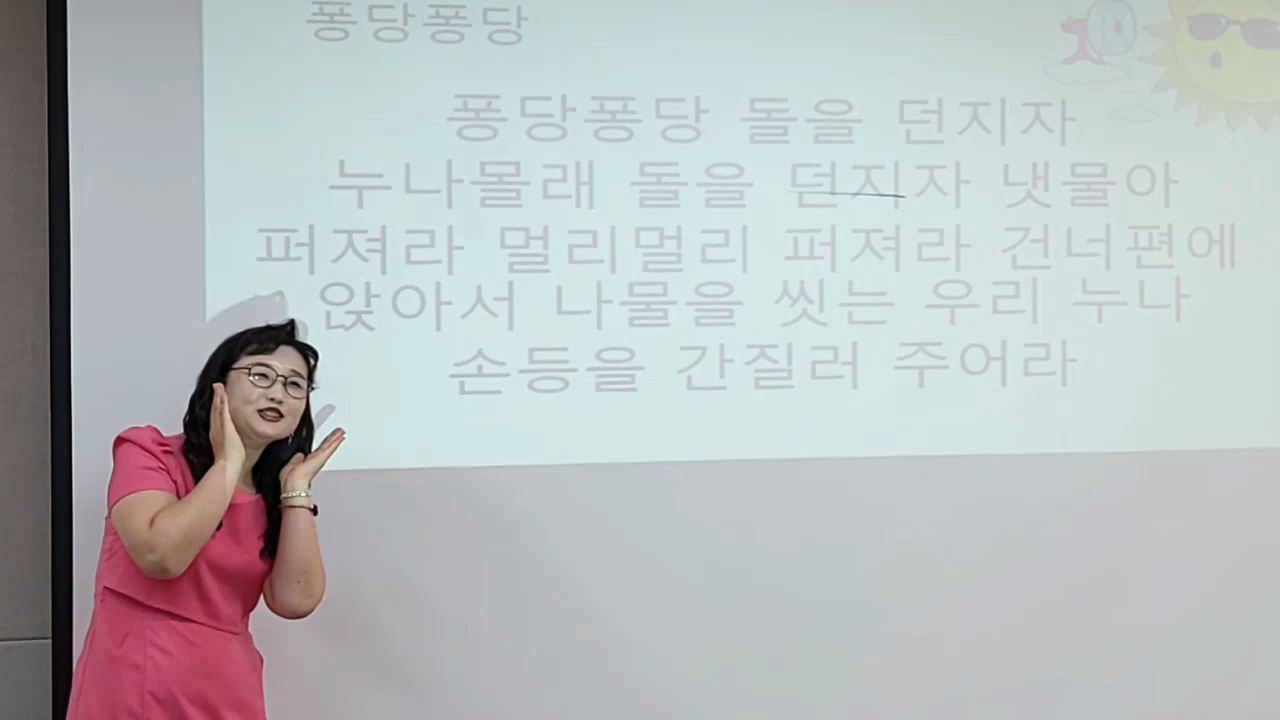 퐁당퐁당
퐁당퐁당 돌을 던지자
누나몰래 돌을 던지자 냇물아
퍼져라 멀리멀리 퍼져라 건너편에
앉아서 나물을 씻는 우리 누나
손등을 간질러 주어라